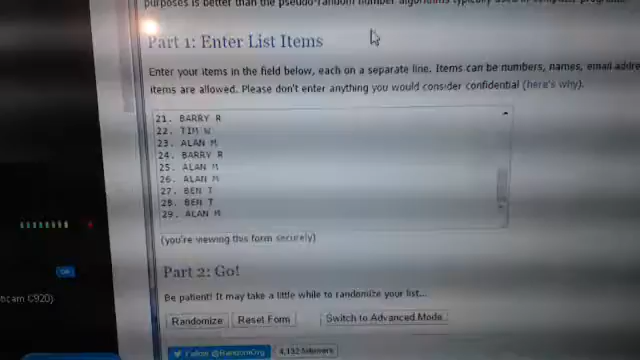 purposes is better than the pseudo-random number algorithms typically used in computer programs.
Part 1: Enter List Items
Enter your items in the field below, each on a separate line. Items can be numbers, names, email addre
items are allowed. Please don't enter anything you would consider confidential (here's why).
21. BARRY R
22. TIM W
23. ALAN M
24. BARRY R
25. ALAN M
26. ALAN M
27. BEN T
28. BEN T
29. ALAN M
(you're viewing this form securely)
Part 2: Go!
Be patient! It may take a little while to randomize your list...
Randomize Reset Form Switch to Advanced Mode
Follow @RandomOrg 4,132 followers
C920)